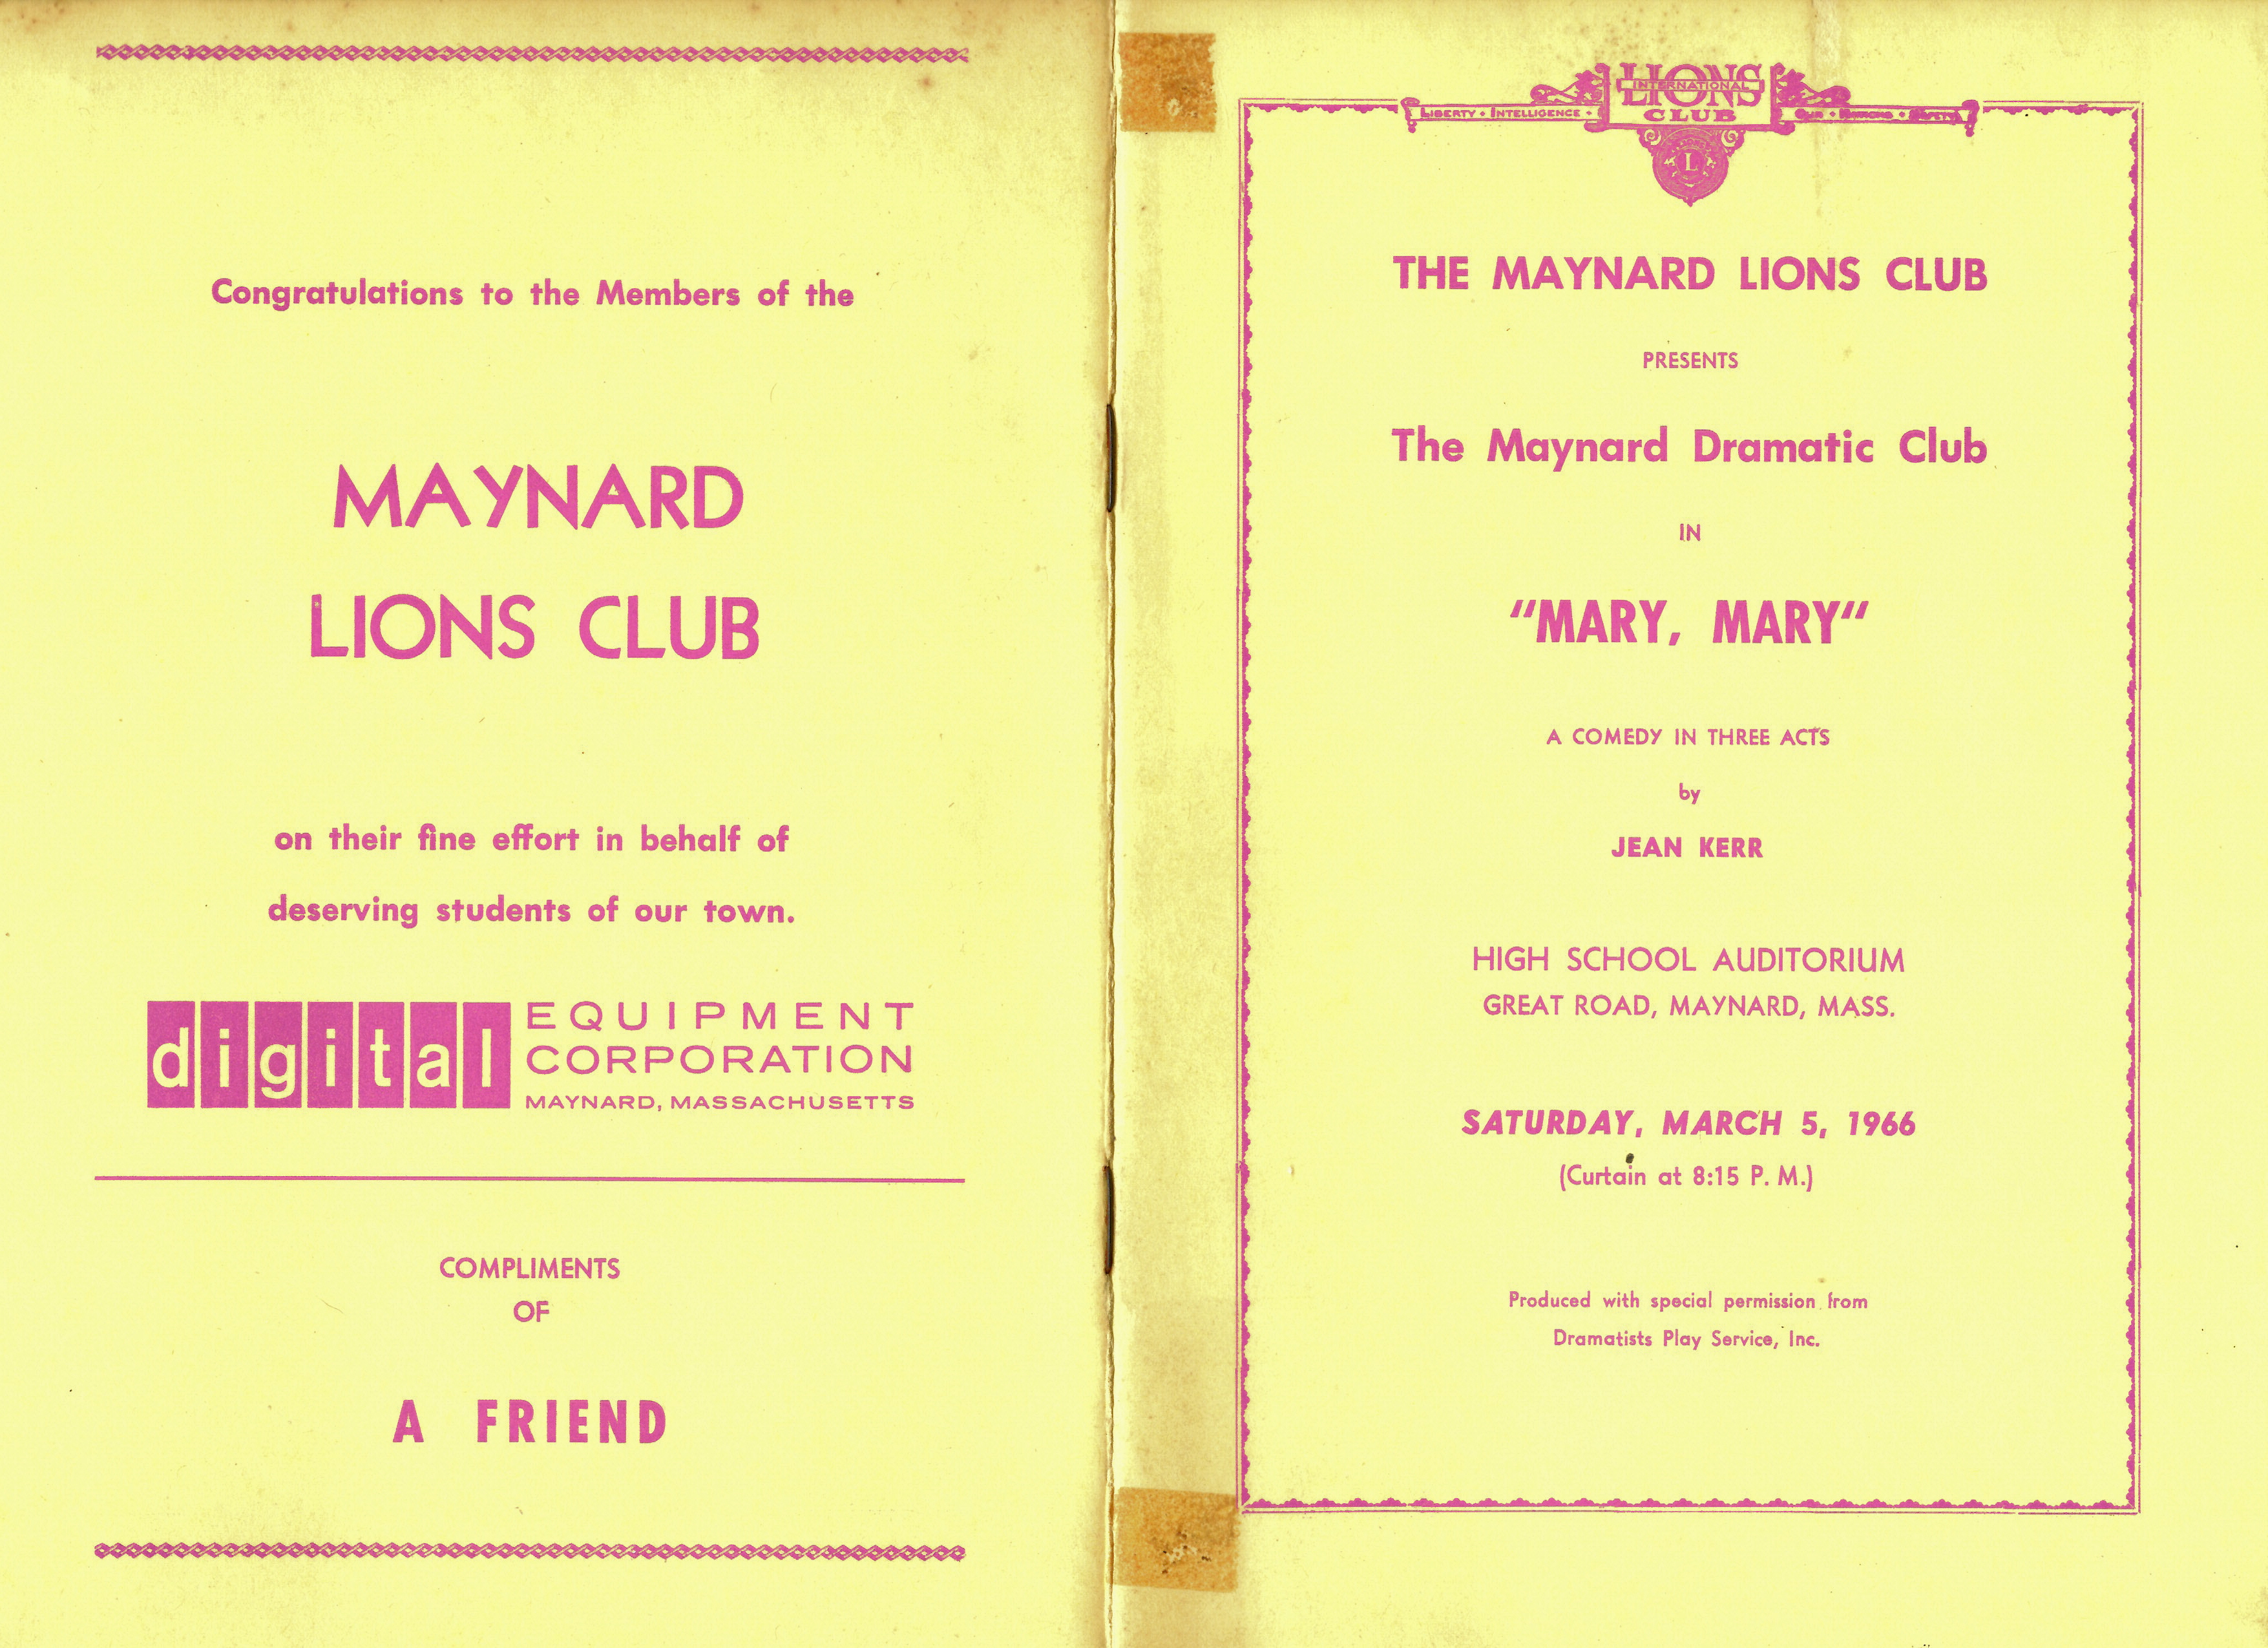 Congratulations to the Members of the
MAYNARD
LIONS CLUB
on their fine effort in behalf of
deserving students of our town.
digital
EQUIPMENT
CORPORATION
MAYNARD, MASSACHUSETTS
COMPLIMENTS
OF
A FRIEND
LIONS
INTERNATIONAL
CLUB
LIBERTY • INTELLIGENCE •
OUR • NATION'S • SAFETY
L
THE MAYNARD LIONS CLUB
PRESENTS
The Maynard Dramatic Club
IN
"MARY, MARY"
A COMEDY IN THREE ACTS
by
JEAN KERR
HIGH SCHOOL AUDITORIUM
GREAT ROAD, MAYNARD, MASS.
SATURDAY, MARCH 5, 1966
(Curtain at 8:15 P. M.)
Produced with special permission from
Dramatists Play Service, Inc.